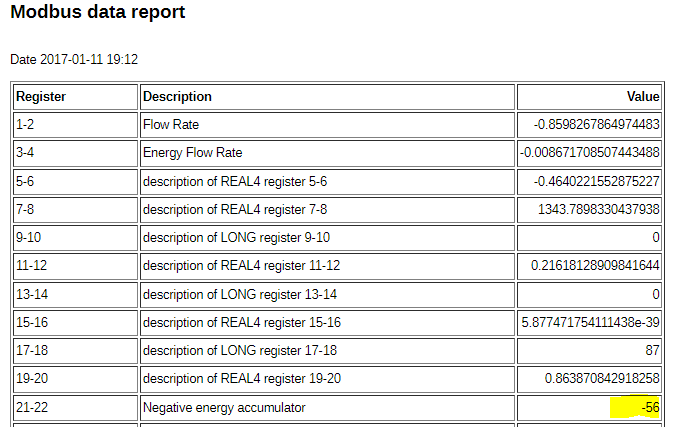 Modbus data report
Date 2017-01-11 19:12
Register Description Value
1-2 Flow Rate -0.8598267864974483
3-4 Energy Flow Rate -0.008671708507443488
5-6 description of REAL4 register 5-6 -0.4640221552875227
7-8 description of REAL4 register 7-8 1343.7898330437938
9-10 description of LONG register 9-10 0
11-12 description of REAL4 register 11-12 0.21618128909841644
13-14 description of LONG register 13-14 0
15-16 description of REAL4 register 15-16 5.877471754111438e-39
17-18 description of LONG register 17-18 87
19-20 description of REAL4 register 19-20 0.863870842918258
21-22 Negative energy accumulator -56